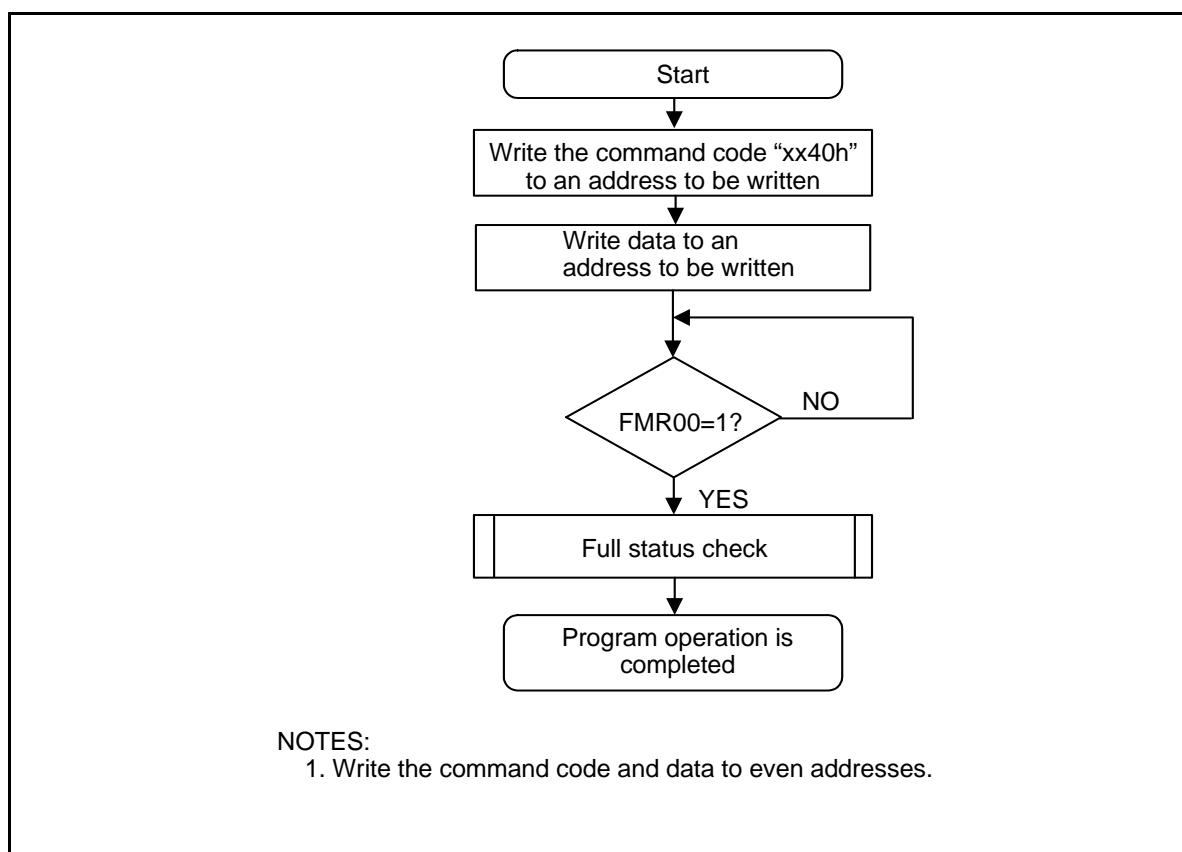 Start
Write the command code “xx40h”
to an address to be written
Write data to an
address to be written
FMR00=1?
NO
YES
Full status check
Program operation is
completed
NOTES:
1. Write the command code and data to even addresses.